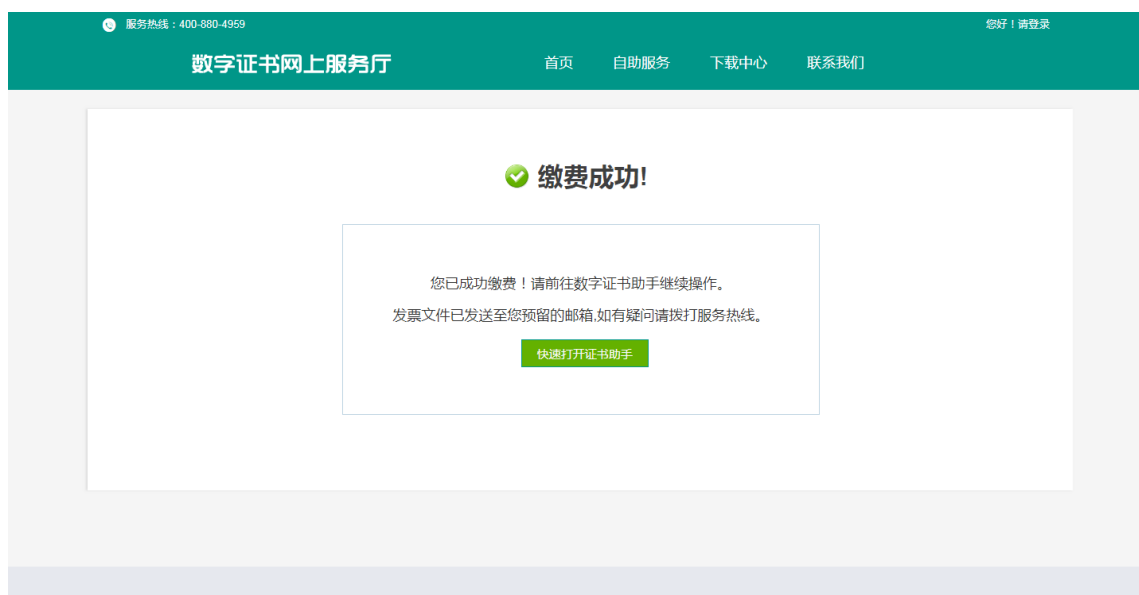 服务热线：400-880-4959
您好！请登录
数字证书网上服务厅
首页 自助服务 下载中心 联系我们
缴费成功!
您已成功缴费！请前往数字证书助手继续操作。
发票文件已发送至您预留的邮箱,如有疑问请拨打服务热线。
快速打开证书助手